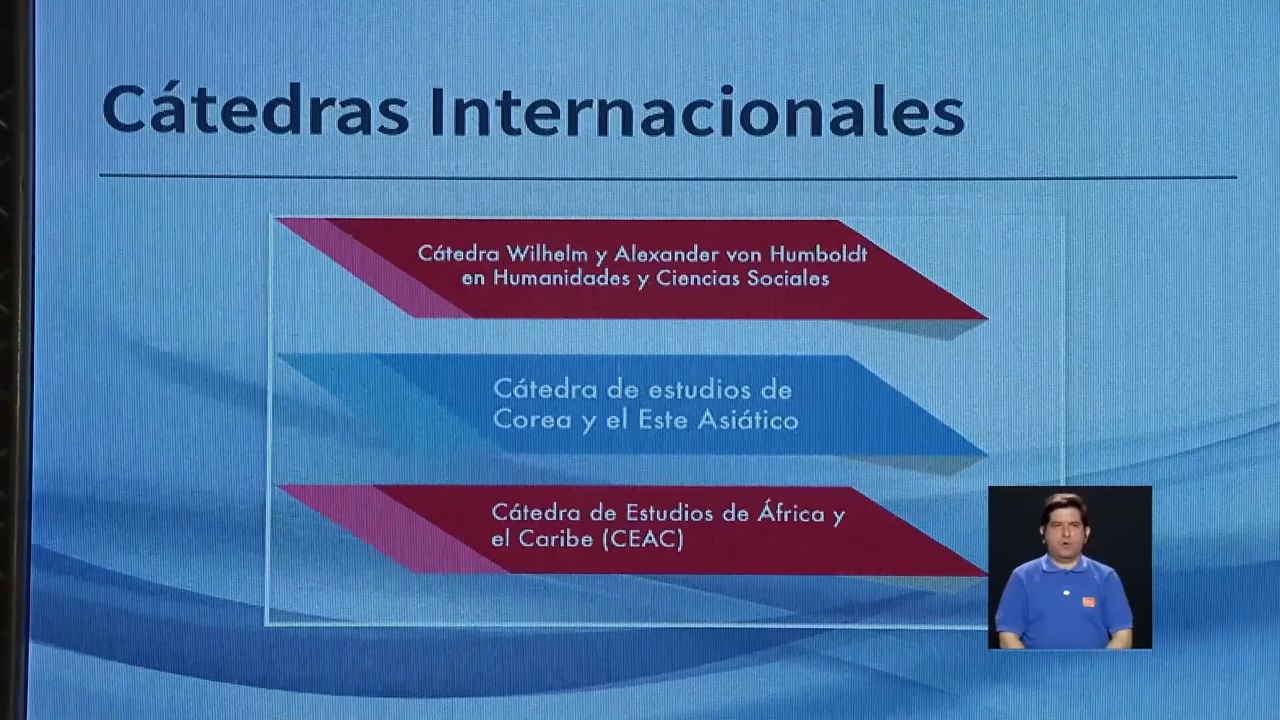 Cátedras Internacionales
Cátedra Wilhelm y Alexander von Humboldt
en Humanidades y Ciencias Sociales
Cátedra de estudios de
Corea y el Este Asiático
Cátedra de Estudios de África y
el Caribe (CEAC)